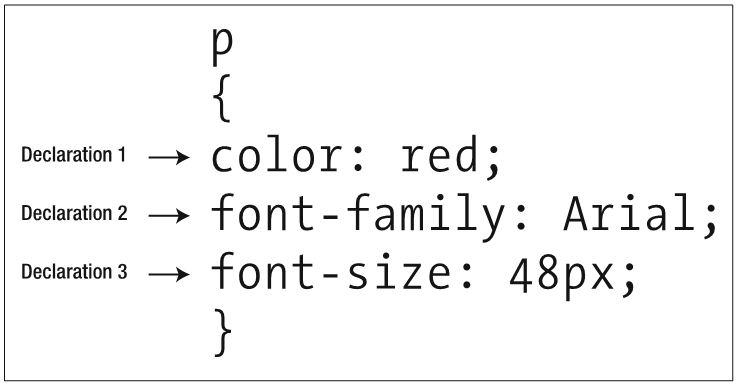 p
{
Declaration 1 → color: red;
Declaration 2 → font-family: Arial;
Declaration 3 → font-size: 48px;
}